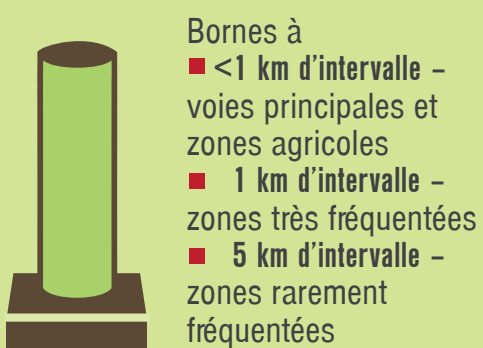 Bornes à
■ <1 km d'intervalle –
voies principales et
zones agricoles
■ 1 km d'intervalle –
zones très fréquentées
■ 5 km d'intervalle –
zones rarement
fréquentées